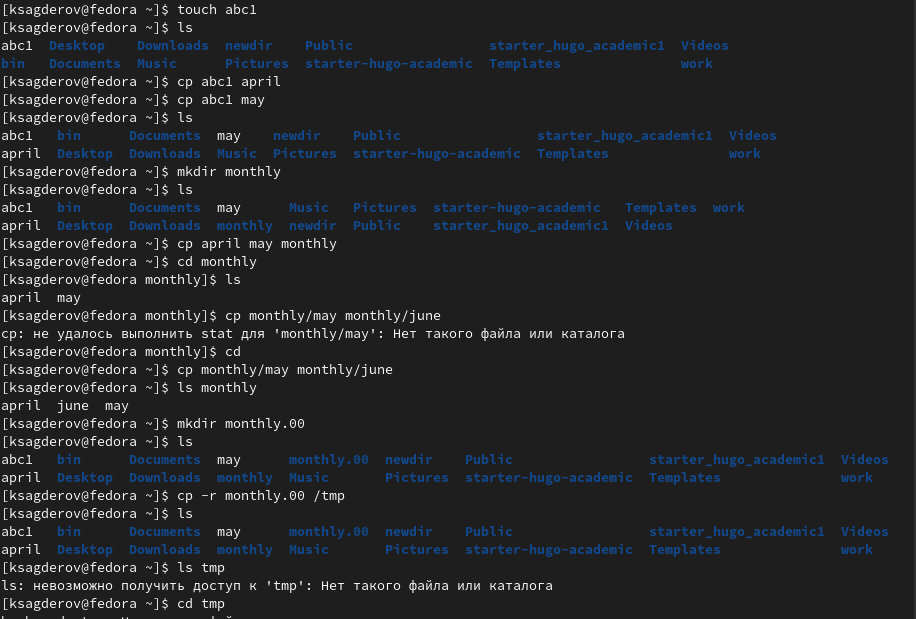 [ksagderov@fedora ~]$ touch abc1
[ksagderov@fedora ~]$ ls
abc1  Desktop    Downloads  newdir    Public                 starter_hugo_academic1  Videos
bin   Documents  Music      Pictures  starter-hugo-academic  Templates               work
[ksagderov@fedora ~]$ cp abc1 april
[ksagderov@fedora ~]$ cp abc1 may
[ksagderov@fedora ~]$ ls
abc1   bin      Documents  may    newdir    Public                 starter_hugo_academic1  Videos
april  Desktop  Downloads  Music  Pictures  starter-hugo-academic  Templates               work
[ksagderov@fedora ~]$ mkdir monthly
[ksagderov@fedora ~]$ ls
abc1   bin      Documents  may      Music   Pictures  starter-hugo-academic   Templates  work
april  Desktop  Downloads  monthly  newdir  Public    starter_hugo_academic1  Videos
[ksagderov@fedora ~]$ cp april may monthly
[ksagderov@fedora ~]$ cd monthly
[ksagderov@fedora monthly]$ ls
april  may
[ksagderov@fedora monthly]$ cp monthly/may monthly/june
cp: не удалось выполнить stat для 'monthly/may': Нет такого файла или каталога
[ksagderov@fedora monthly]$ cd
[ksagderov@fedora ~]$ cp monthly/may monthly/june
[ksagderov@fedora ~]$ ls monthly
april  june  may
[ksagderov@fedora ~]$ mkdir monthly.00
[ksagderov@fedora ~]$ ls
abc1   bin      Documents  may      monthly.00  newdir    Public                 starter_hugo_academic1  Videos
april  Desktop  Downloads  monthly  Music       Pictures  starter-hugo-academic  Templates               work
[ksagderov@fedora ~]$ cp -r monthly.00 /tmp
[ksagderov@fedora ~]$ ls
abc1   bin      Documents  may      monthly.00  newdir    Public                 starter_hugo_academic1  Videos
april  Desktop  Downloads  monthly  Music       Pictures  starter-hugo-academic  Templates               work
[ksagderov@fedora ~]$ ls tmp
ls: невозможно получить доступ к 'tmp': Нет такого файла или каталога
[ksagderov@fedora ~]$ cd tmp